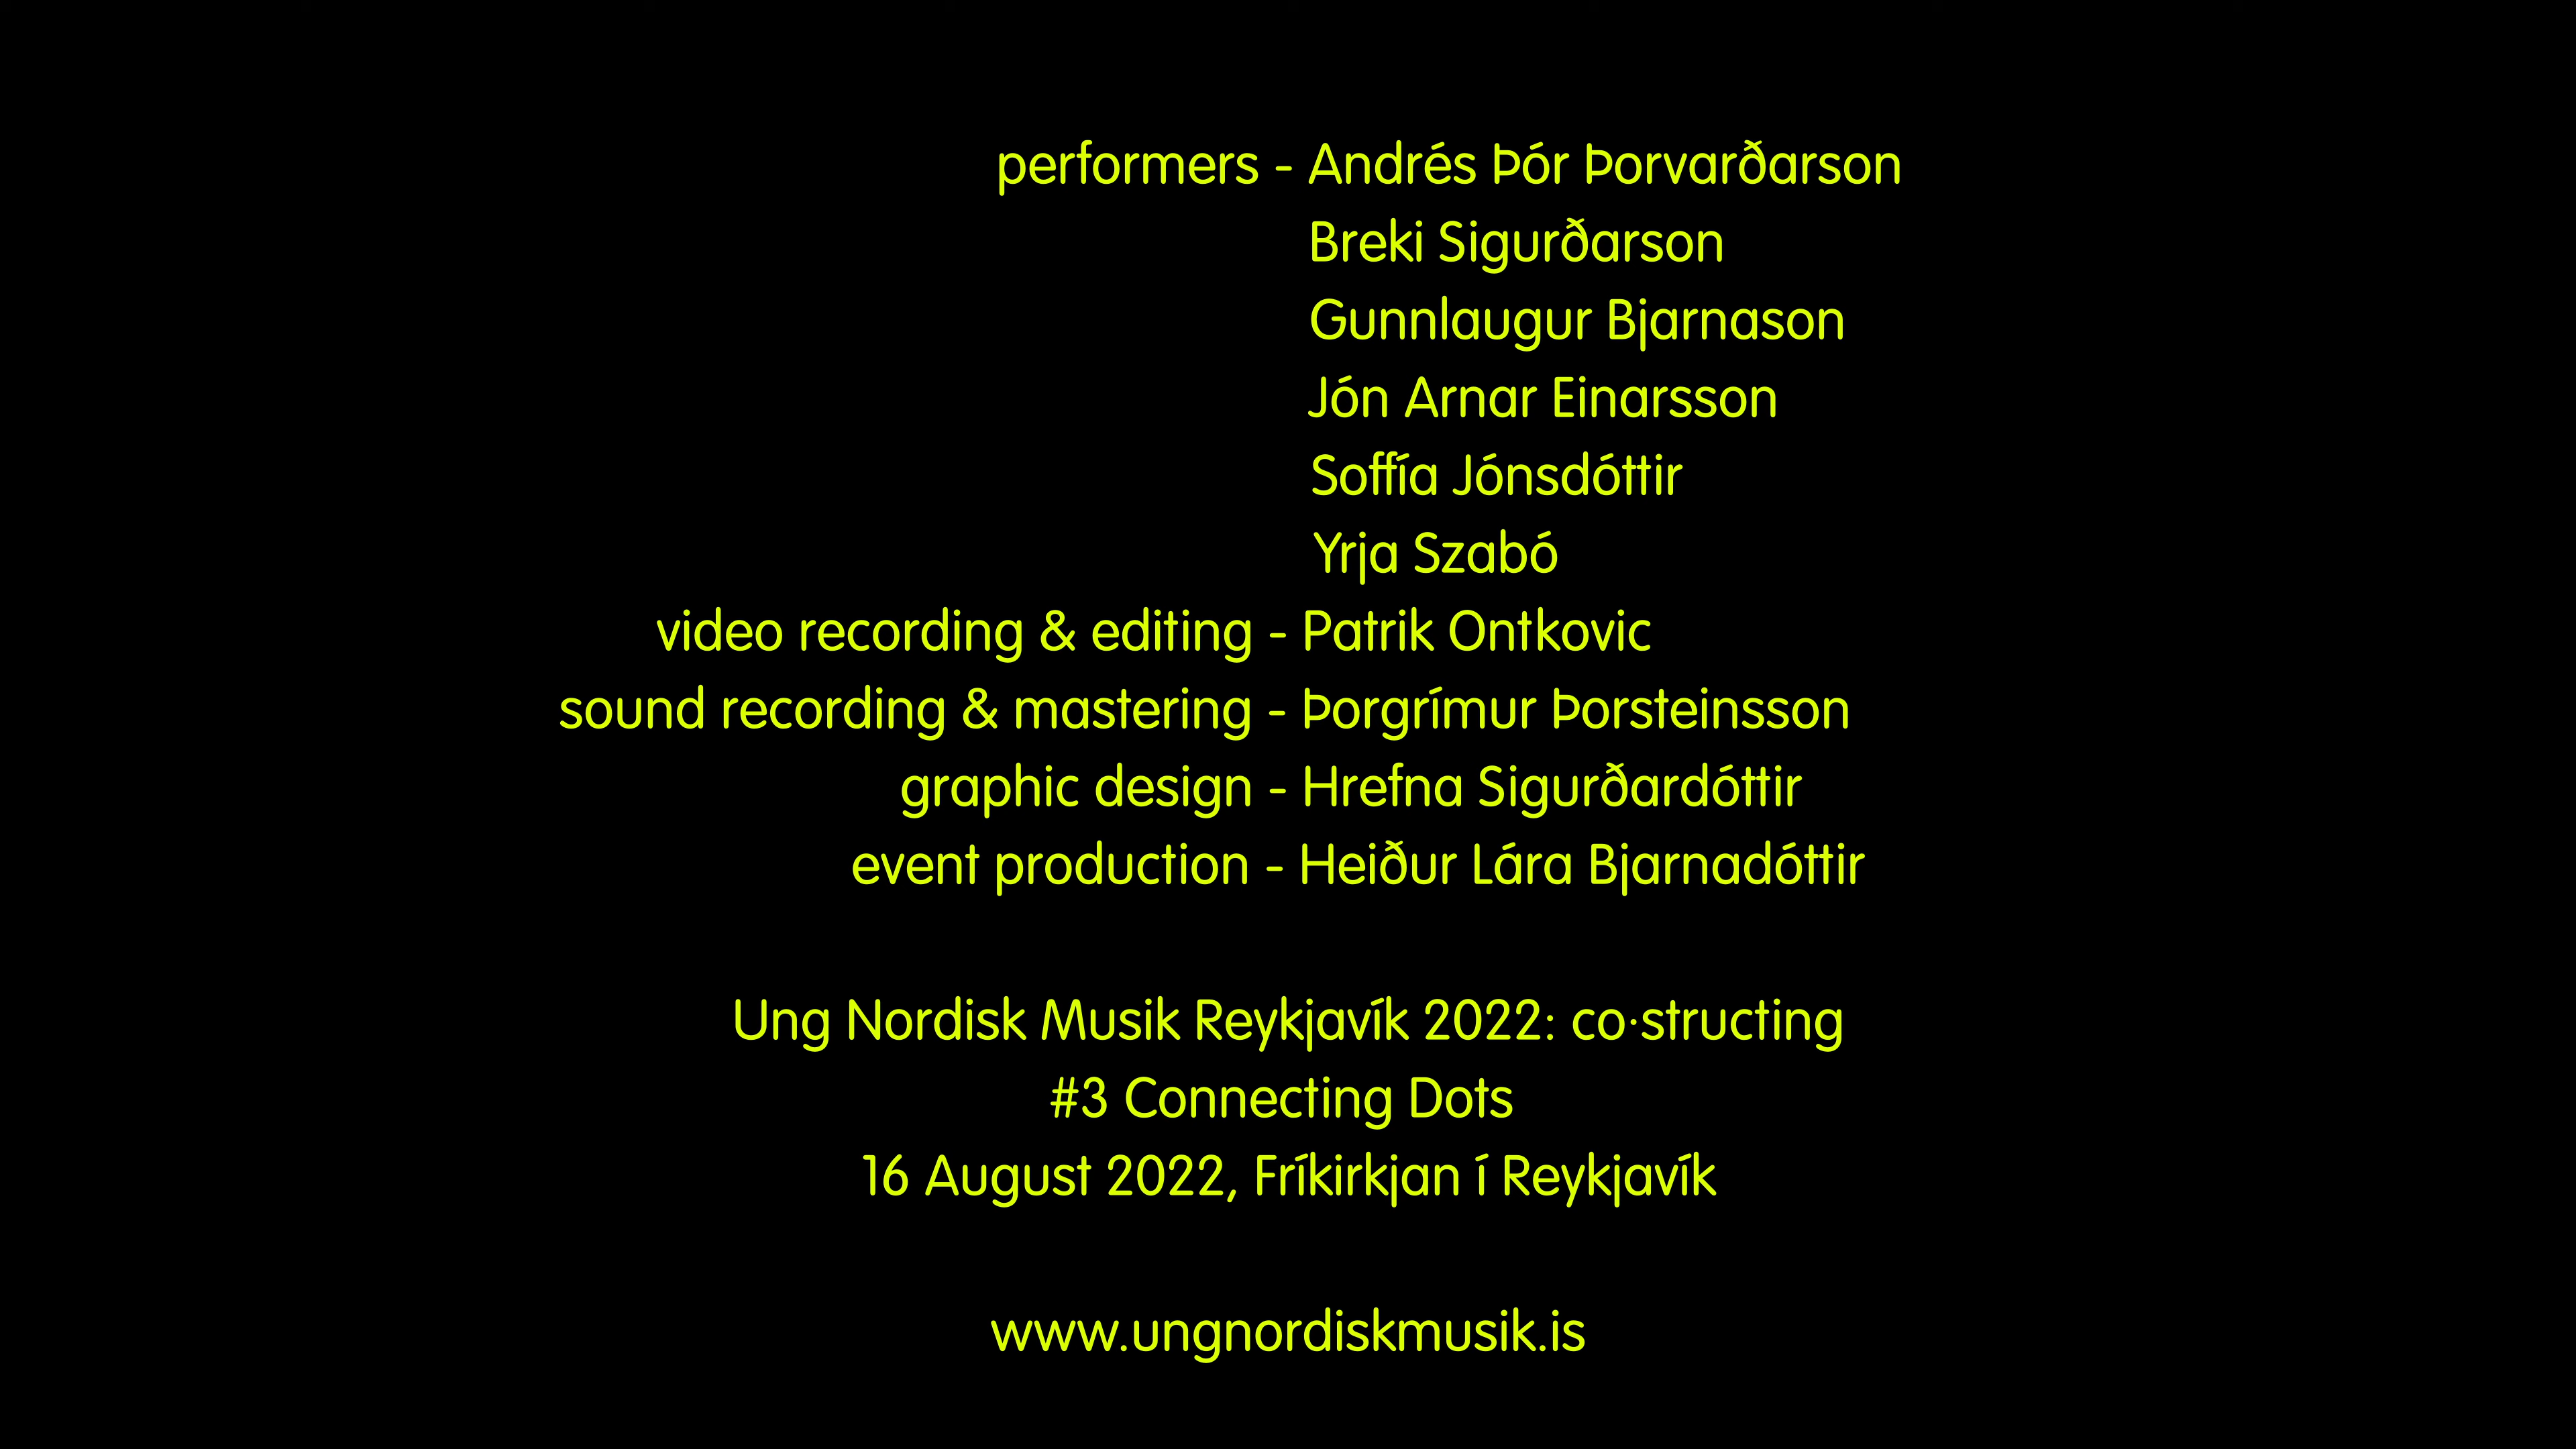 performers - Andrés Þór Þorvarðarson
Breki Sigurðarson
Gunnlaugur Bjarnason
Jón Arnar Einarsson
Soffía Jónsdóttir
Yrja Szabó
video recording & editing - Patrik Ontkovic
sound recording & mastering - Þorgrímur Þorsteinsson
graphic design - Hrefna Sigurðardóttir
event production - Heiður Lára Bjarnadóttir
Ung Nordisk Musik Reykjavík 2022: co·structing
#3 Connecting Dots
16 August 2022, Fríkirkjan í Reykjavík
www.ungnordiskmusik.is